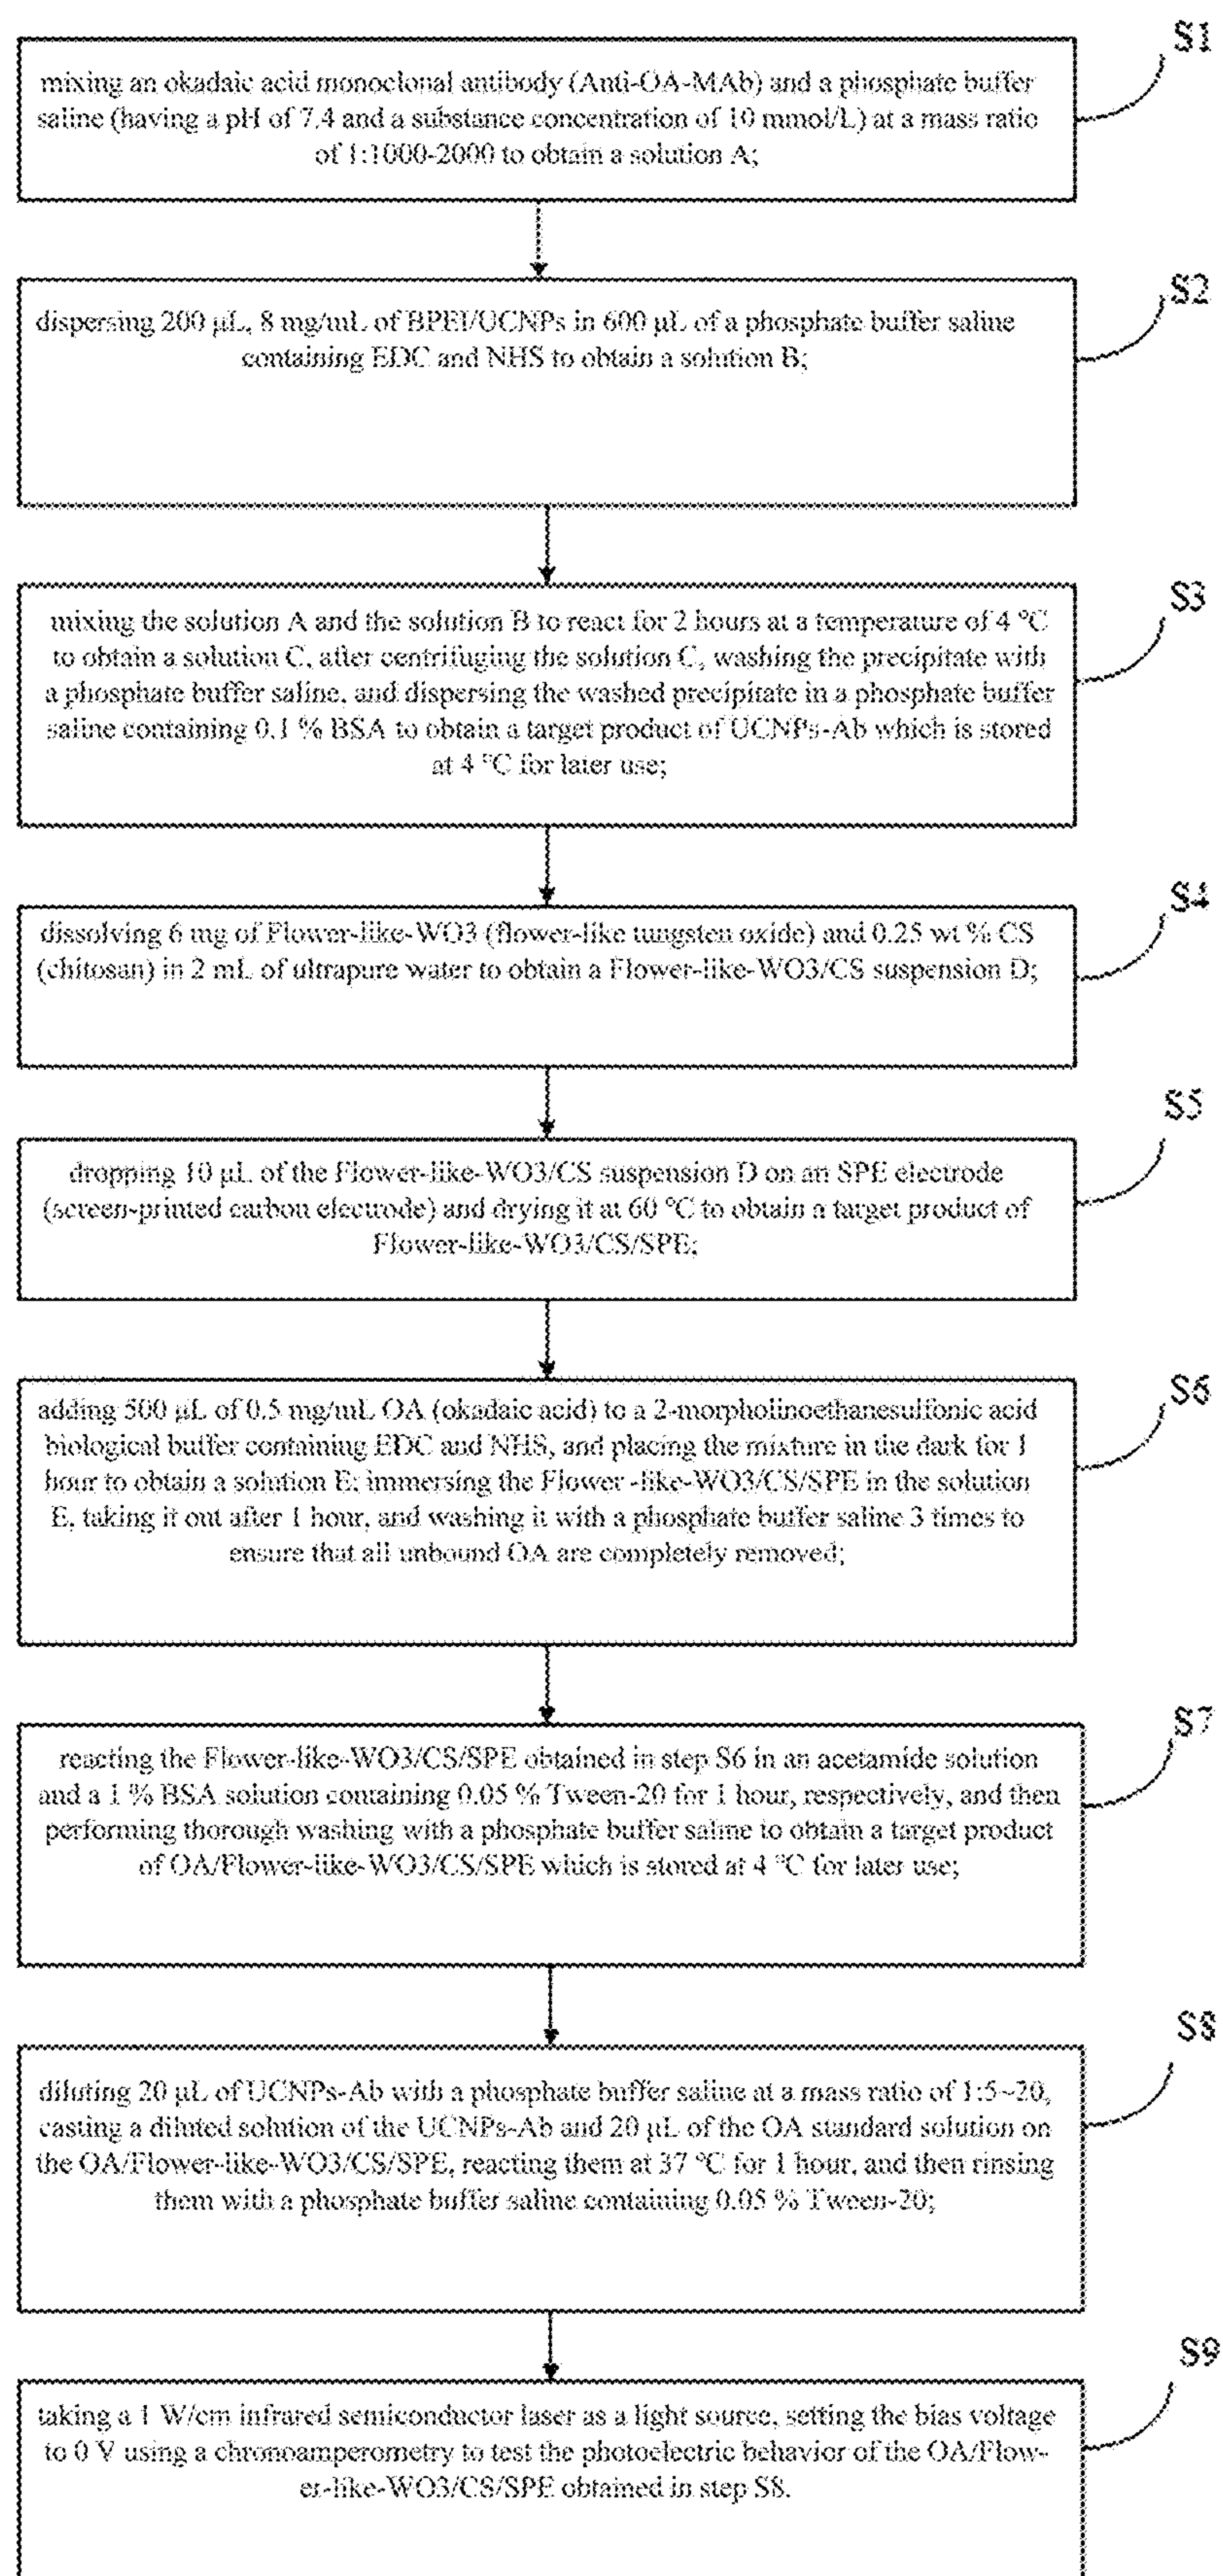 S1
mixing an okadaic acid monoclonal antibody (Anti-OA-MAb) and a phosphate buffer
saline (having a pH of 7.4 and a substance concentration of 10 mmol/L) at a mass ratio
of 1:1000-2000 to obtain a solution A;
S2
dispersing 200 μL, 8 mg/mL of BPEI/UCNPs in 600 μL of a phosphate buffer saline
containing EDC and NHS to obtain a solution B;
S3
mixing the solution A and the solution B to react for 2 hours at a temperature of 4 °C
to obtain a solution C, after centrifuging the solution C, washing the precipitate with
a phosphate buffer saline, and dispersing the washed precipitate in a phosphate buffer
saline containing 0.1 % BSA to obtain a target product of UCNPs-Ab which is stored
at 4 °C for later use;
S4
dissolving 6 mg of Flower-like-WO3 (flower-like tungsten oxide) and 0.25 wt % CS
(chitosan) in 2 mL of ultrapure water to obtain a Flower-like-WO3/CS suspension D;
S5
dropping 10 μL of the Flower-like-WO3/CS suspension D on an SPE electrode
(screen-printed carbon electrode) and drying it at 60 °C to obtain a target product of
Flower-like-WO3/CS/SPE;
S6
adding 500 μL of 0.5 mg/mL OA (okadaic acid) to a 2-morpholinoethanesulfonic acid
biological buffer containing EDC and NHS, and placing the mixture in the dark for 1
hour to obtain a solution E; immersing the Flower -like-WO3/CS/SPE in the solution
E, taking it out after 1 hour, and washing it with a phosphate buffer saline 3 times to
ensure that all unbound OA are completely removed;
S7
reacting the Flower-like-WO3/CS/SPE obtained in step S6 in an acetamide solution
and a 1 % BSA solution containing 0.05 % Tween-20 for 1 hour, respectively, and then
performing thorough washing with a phosphate buffer saline to obtain a target product
of OA/Flower-like-WO3/CS/SPE which is stored at 4 °C for later use;
S8
diluting 20 μL of UCNPs-Ab with a phosphate buffer saline at a mass ratio of 1:5~20,
casting a diluted solution of the UCNPs-Ab and 20 μL of the OA standard solution on
the OA/Flower-like-WO3/CS/SPE, reacting them at 37 °C for 1 hour, and then rinsing
them with a phosphate buffer saline containing 0.05 % Tween-20;
S9
taking a 1 W/cm infrared semiconductor laser as a light source, setting the bias voltage
to 0 V using a chronoamperometry to test the photoelectric behavior of the OA/Flow-
er-like-WO3/CS/SPE obtained in step S8.